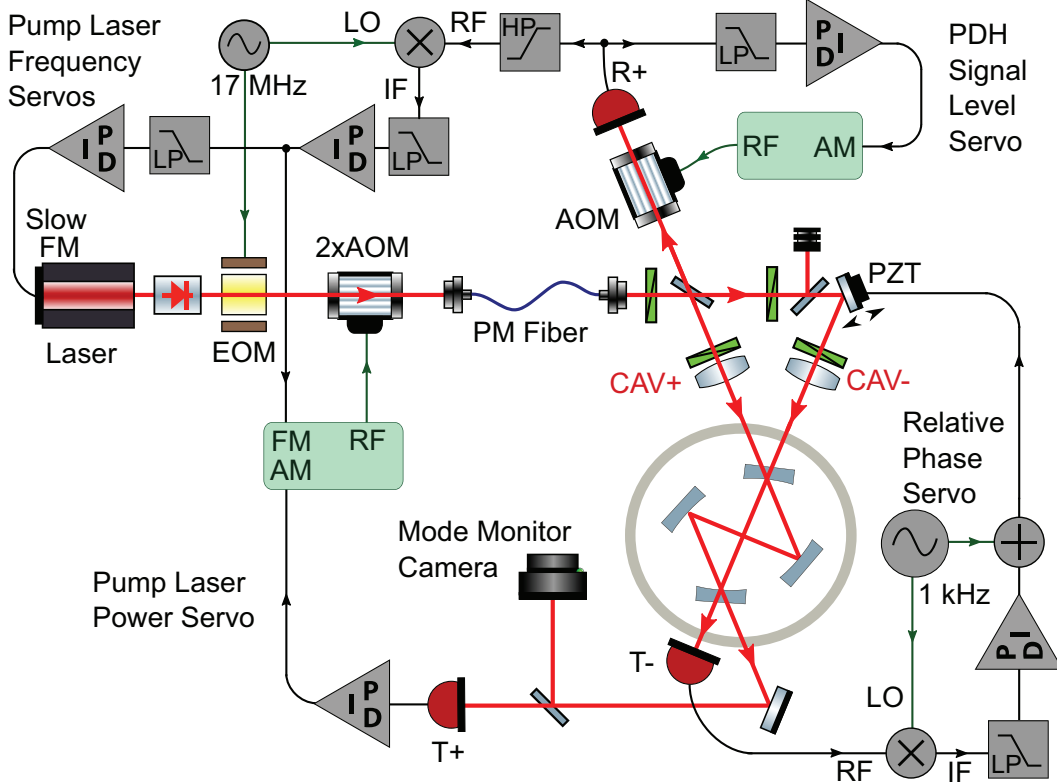 Pump Laser
Frequency
Servos
17 MHz
LO
RF
HP
IF
LP
R+
LP
P I D
PDH
Signal
Level
Servo
RF
AM
AOM
I P D
LP
I P D
LP
Slow
FM
Laser
EOM
2xAOM
PM Fiber
PZT
CAV+
CAV-
FM
AM
RF
Relative
Phase
Servo
1 kHz
Mode Monitor
Camera
Pump Laser
Power Servo
I P D
T+
T-
P I D
LO
RF
IF
LP